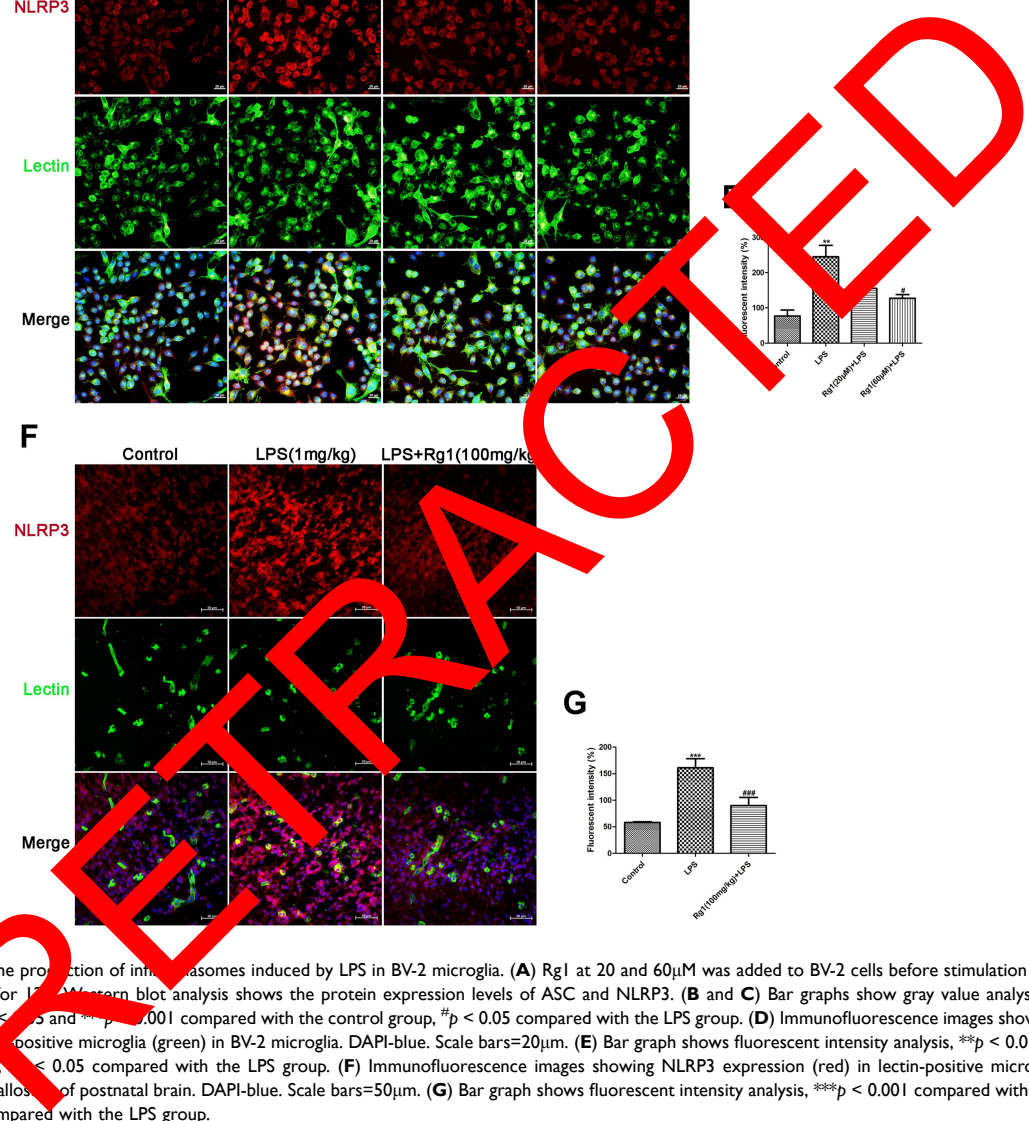 NLRP3
Lectin
Merge
Fluorescent intensity (%)
200
100
0
**
#
LPS
Rg1(20μM)+LPS
Rg1(60μM)+LPS
F
Control
LPS(1mg/kg)
LPS+Rg1(100mg/kg
NLRP3
Lectin
Merge
G
Fluorescent intensity (%)
200
150
100
50
0
***
###
Control
LPS
Rg1(100mg/kg)+LPS
RETRACTED
of
induced by LPS in BV-2 microglia. (A) Rg1 at 20 and 60μM was added to BV-2 cells before stimulation
Western blot analysis shows the protein expression levels of ASC and NLRP3. (B and C) Bar graphs show gray value analys
and compared with the control group, #p < 0.05 compared with the LPS group. (D) Immunofluorescence images show
positive microglia (green) in BV-2 microglia. DAPI-blue. Scale bars=20μm. (E) Bar graph shows fluorescent intensity analysis, **p < 0.0
< 0.05 compared with the LPS group. (F) Immunofluorescence images showing NLRP3 expression (red) in lectin-positive micro
of postnatal brain. DAPI-blue. Scale bars=50μm. (G) Bar graph shows fluorescent intensity analysis, ***p < 0.001 compared with
mpared with the LPS group.